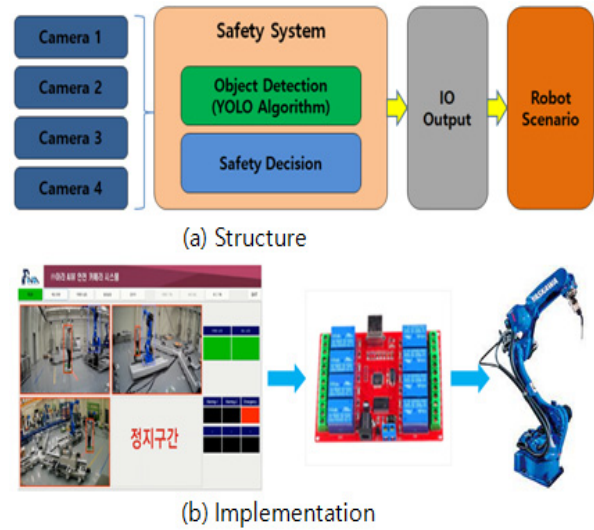 Camera 1
Camera 2
Camera 3
Camera 4
Safety System
Object Detection
(YOLO Algorithm)
Safety Decision
IO
Output
Robot
Scenario
(a) Structure
정지구간
YASKAWA
(b) Implementation